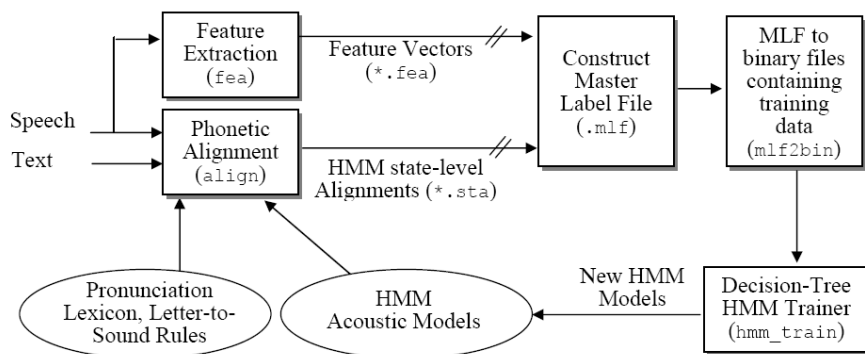 Feature
Extraction
(fea)
Feature Vectors
(*.fea)
Construct
Master
Label File
(.mlf)
MLF to
binary files
containing
training
data
(mlf2bin)
Speech
Text
Phonetic
Alignment
(align)
HMM state-level
Alignments (*.sta)
Pronunciation
Lexicon, Letter-to-
Sound Rules
HMM
Acoustic Models
New HMM
Models
Decision-Tree
HMM Trainer
(hmm_train)